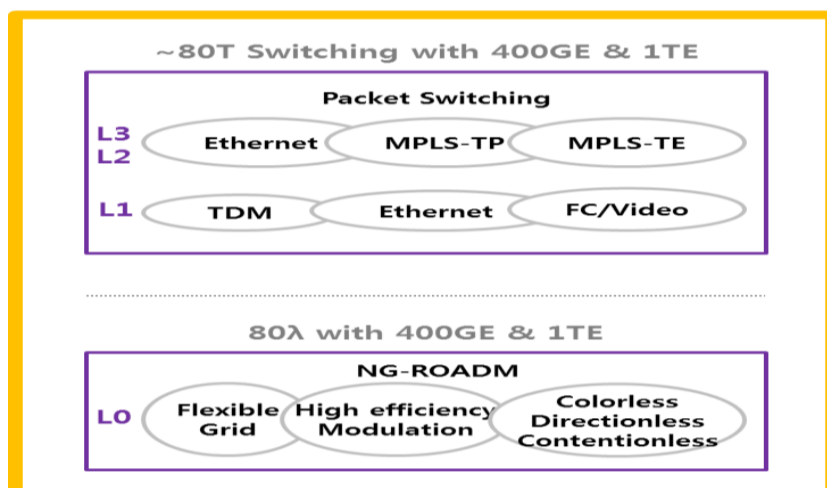 ~80T Switching with 400GE & 1TE
Packet Switching
L3
L2
Ethernet MPLS-TP MPLS-TE
L1 TDM Ethernet FC/Video
80λ with 400GE & 1TE
NG-ROADM
L0
Flexible
Grid
High efficiency
Modulation
Colorless
Directionless
Contentionless